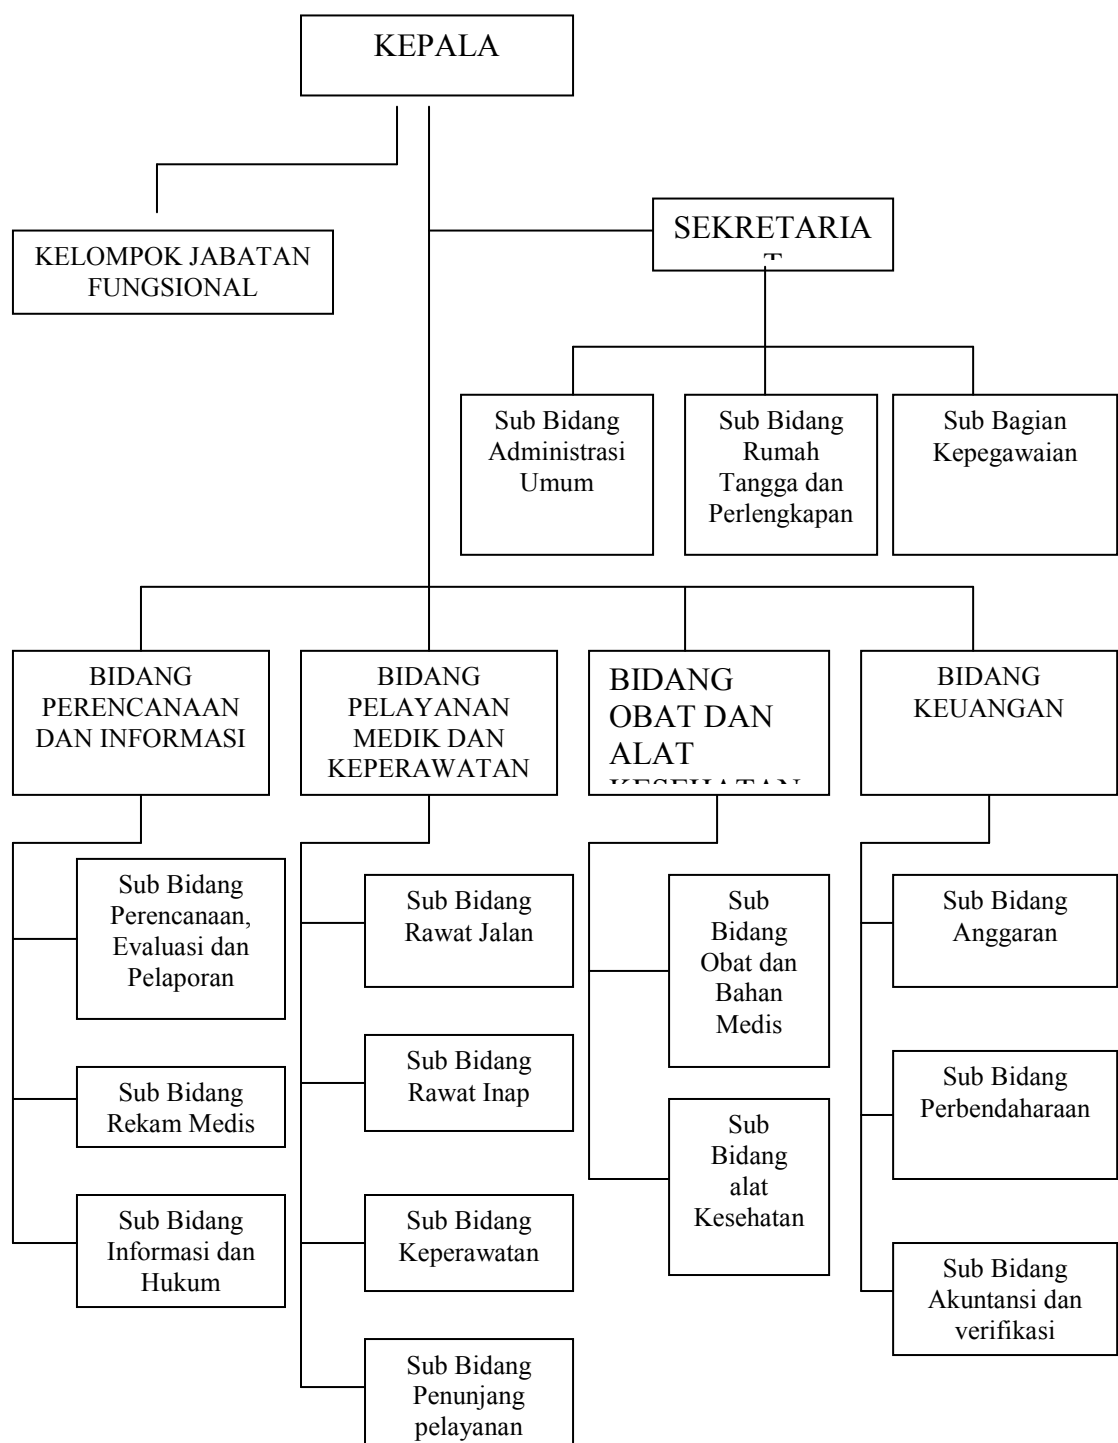 KEPALA
SEKRETARIA
T
KELOMPOK JABATAN
FUNGSIONAL
Sub Bidang
Administrasi
Umum
Sub Bidang
Rumah
Tangga dan
Perlengkapan
Sub Bagian
Kepegawaian
BIDANG
PERENCANAAN
DAN INFORMASI
BIDANG
PELAYANAN
MEDIK DAN
KEPERAWATAN
BIDANG
OBAT DAN
ALAT
KESEHATAN
BIDANG
KEUANGAN
Sub Bidang
Perencanaan,
Evaluasi dan
Pelaporan
Sub Bidang
Rekam Medis
Sub Bidang
Informasi dan
Hukum
Sub Bidang
Rawat Jalan
Sub Bidang
Rawat Inap
Sub Bidang
Keperawatan
Sub Bidang
Penunjang
pelayanan
Sub
Bidang
Obat dan
Bahan
Medis
Sub
Bidang
alat
Kesehatan
Sub Bidang
Anggaran
Sub Bidang
Perbendaharaan
Sub Bidang
Akuntansi dan
verifikasi